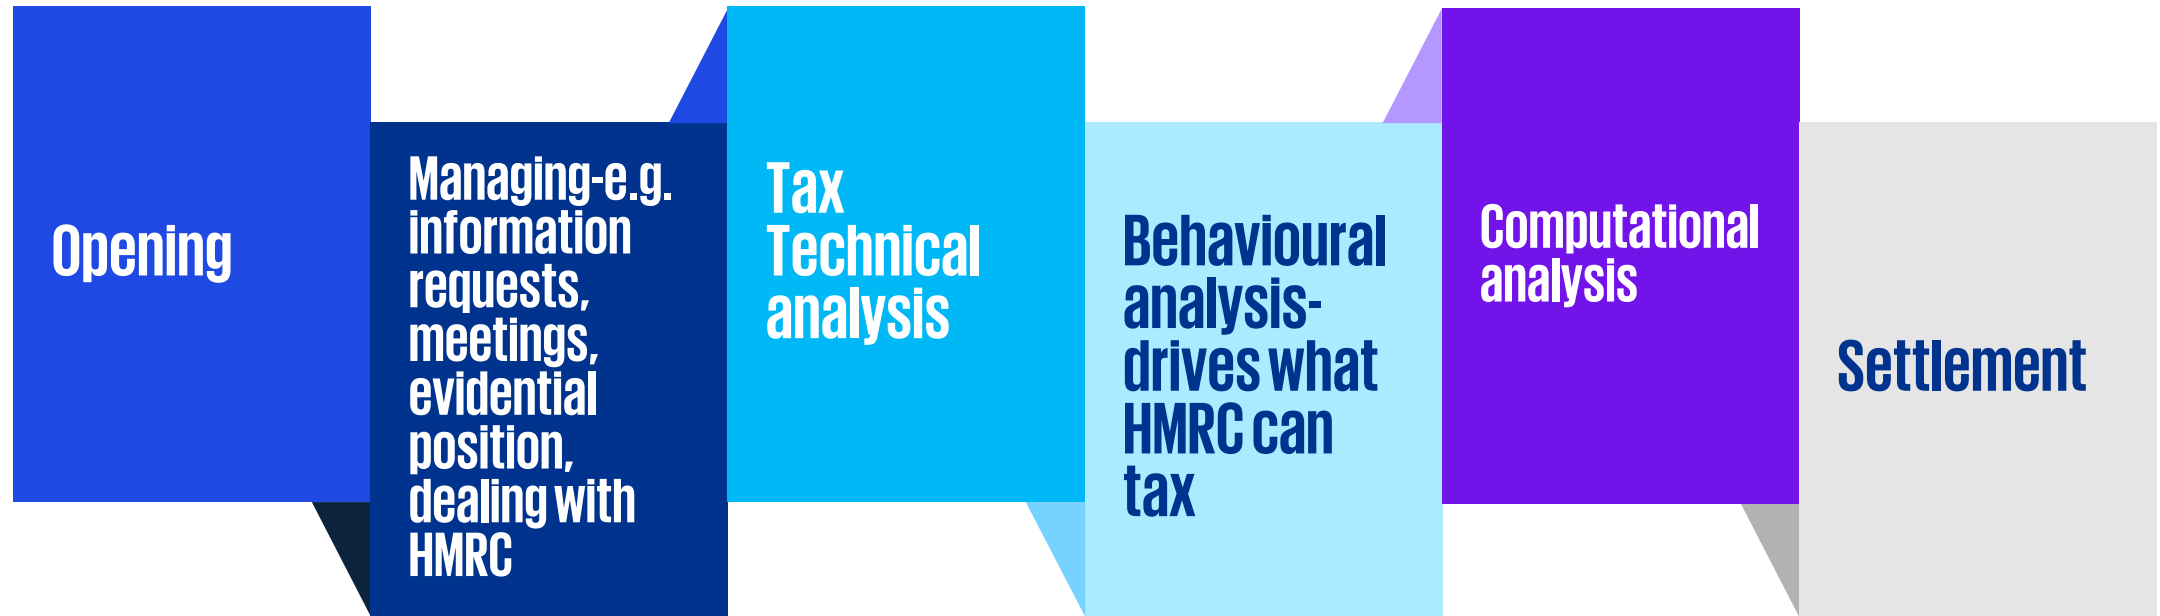 Opening
Managing-e.g.
information
requests,
meetings,
evidential
position,
dealing with
HMRC
Tax
Technical
analysis
Behavioural
analysis-
drives what
HMRC can
tax
Computational
analysis
Settlement